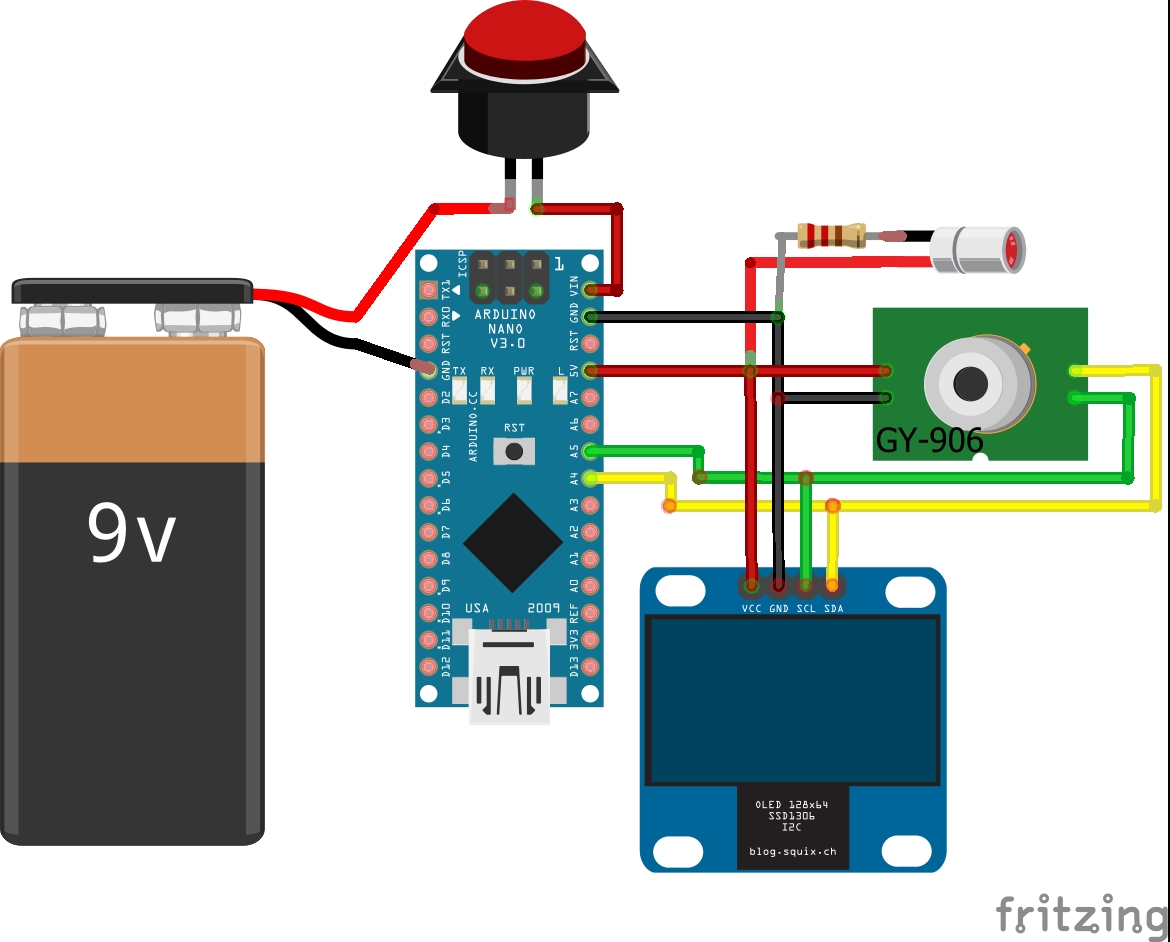 9v
ICSP
1
TX1
RX0
RST
GND
D2
D3
D4
D5
D6
D7
D8
D9
D10
D11
D12
ARDUINO
NANO
V3.0
TX RX PWR L
ARDUINO.CC
RST
USA 2009
VIN
GND
RST
5V
A7
A6
A5
A4
A3
A2
A1
A0
REF
3V3
D13
GY-906
VCC GND SCL SDA
OLED 128x64
SSD1306
I2C
blog.squix.ch
fritzing